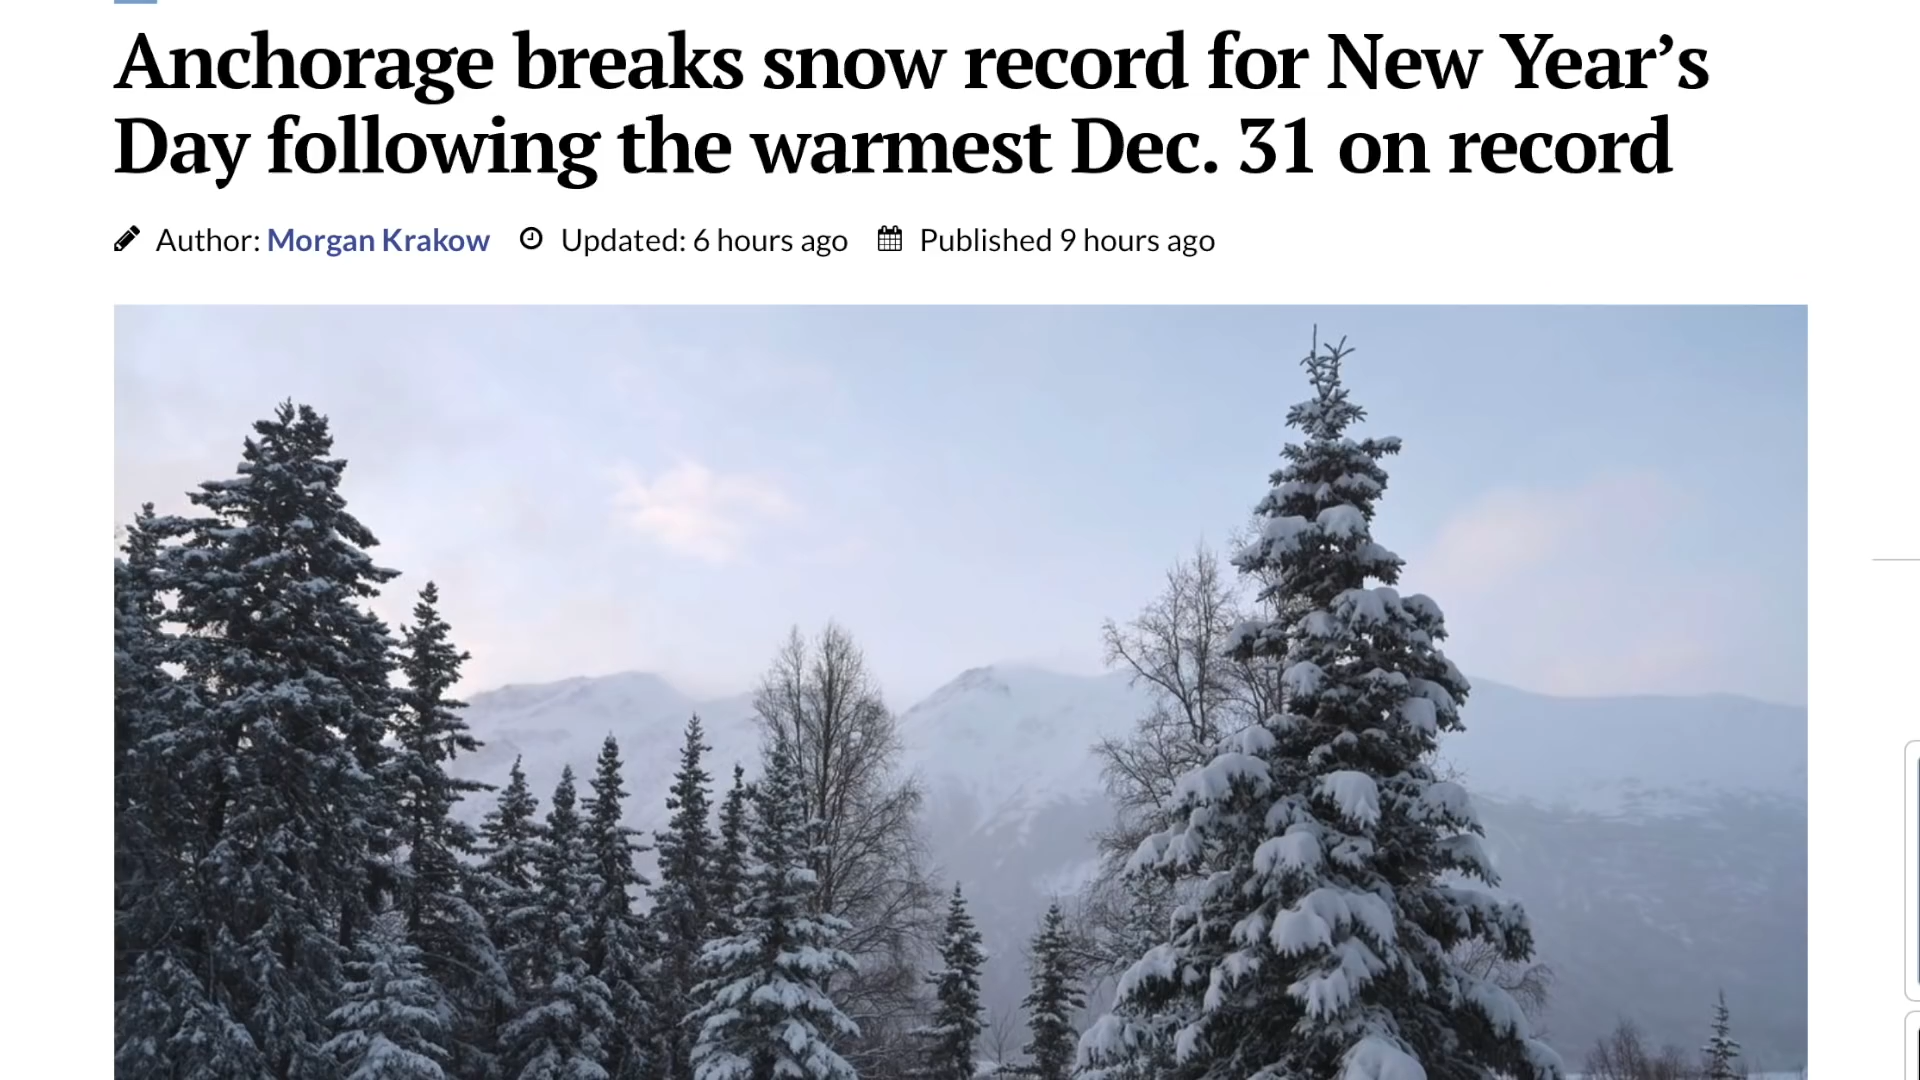 Anchorage breaks snow record for New Year’s
Day following the warmest Dec. 31 on record
Author: Morgan Krakow Updated: 6 hours ago Published 9 hours ago